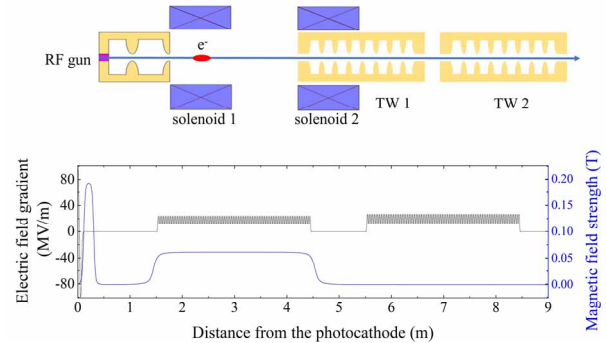 e-
RF gun
solenoid 1
solenoid 2
TW 1
TW 2
Electric field gradient
(MV/m)
80
40
0
-40
-80
0.20
0.15
0.10
0.05
0.00
Magnetic field strength (T)
0
1
2
3
4
5
6
7
8
9
Distance from the photocathode (m)